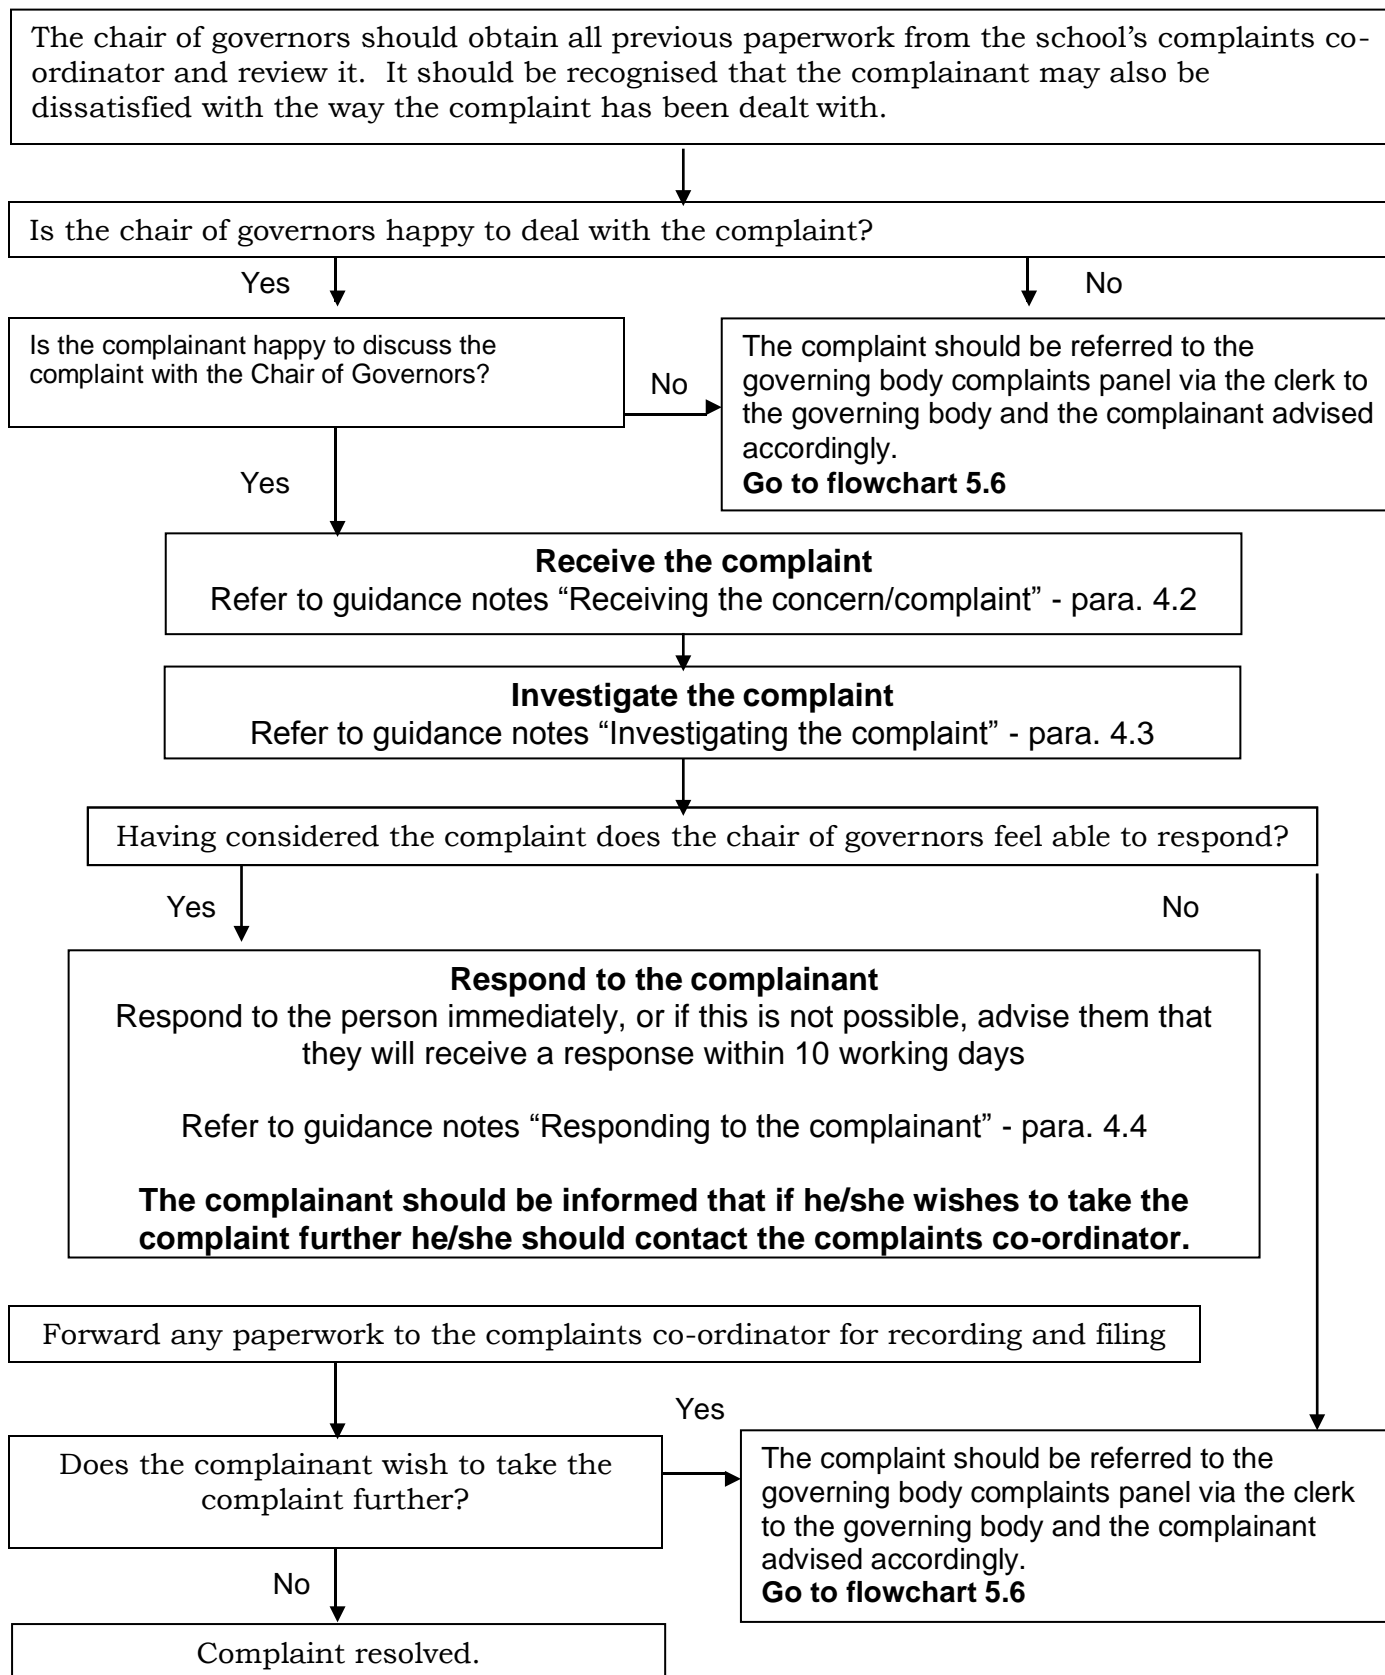 The chair of governors should obtain all previous paperwork from the school’s complaints co-
ordinator and review it.  It should be recognised that the complainant may also be
dissatisfied with the way the complaint has been dealt with.
Is the chair of governors happy to deal with the complaint?
Yes
No
Is the complainant happy to discuss the
complaint with the Chair of Governors?
No
The complaint should be referred to the
governing body complaints panel via the clerk to
the governing body and the complainant advised
accordingly.
Go to flowchart 5.6
Yes
Receive the complaint
Refer to guidance notes “Receiving the concern/complaint” - para. 4.2
Investigate the complaint
Refer to guidance notes “Investigating the complaint” - para. 4.3
Having considered the complaint does the chair of governors feel able to respond?
Yes
No
Respond to the complainant
Respond to the person immediately, or if this is not possible, advise them that
they will receive a response within 10 working days
Refer to guidance notes “Responding to the complainant” - para. 4.4
The complainant should be informed that if he/she wishes to take the
complaint further he/she should contact the complaints co-ordinator.
Forward any paperwork to the complaints co-ordinator for recording and filing
Yes
Does the complainant wish to take the
complaint further?
The complaint should be referred to the
governing body complaints panel via the clerk
to the governing body and the complainant
advised accordingly.
Go to flowchart 5.6
No
Complaint resolved.